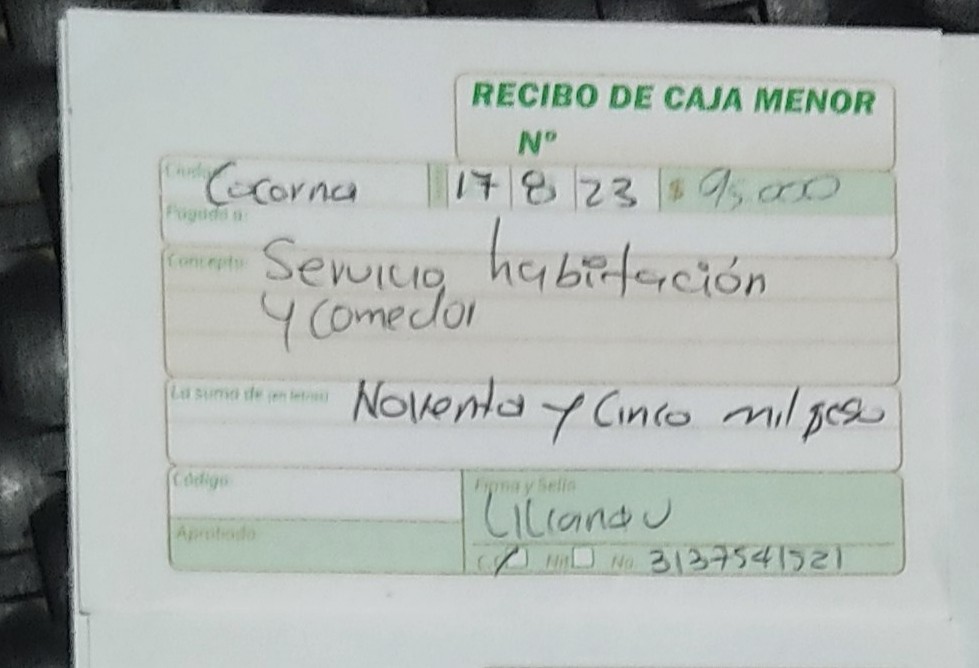 RECIBO DE CAJA MENOR
Nº
Ciudad Cocorna 17 8 23 $ 95,000
Pagado a:
Concepto: Servicio habitación
y comedor
La suma de (en letras) Noventa y Cinco mil peso
Código
Firma y Sello
Liliana U
Aprobado
C.C. Nit No 3137541521